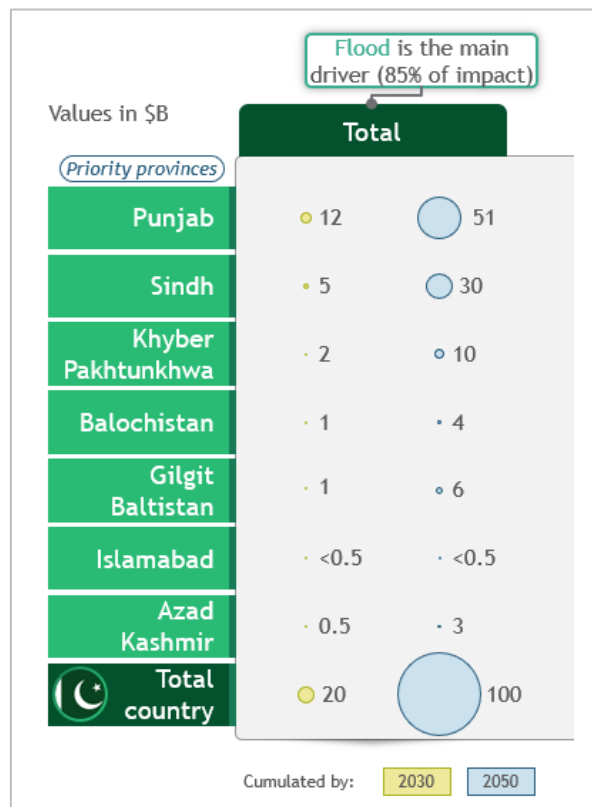 Flood is the main
driver (85% of impact)
Values in $B
Total
Priority provinces
Punjab 12 51
Sindh 5 30
Khyber
Pakhtunkhwa 2 10
Balochistan 1 4
Gilgit
Baltistan 1 6
Islamabad <0.5 <0.5
Azad
Kashmir 0.5 3
Total
country 20 100
Cumulated by: 2030 2050